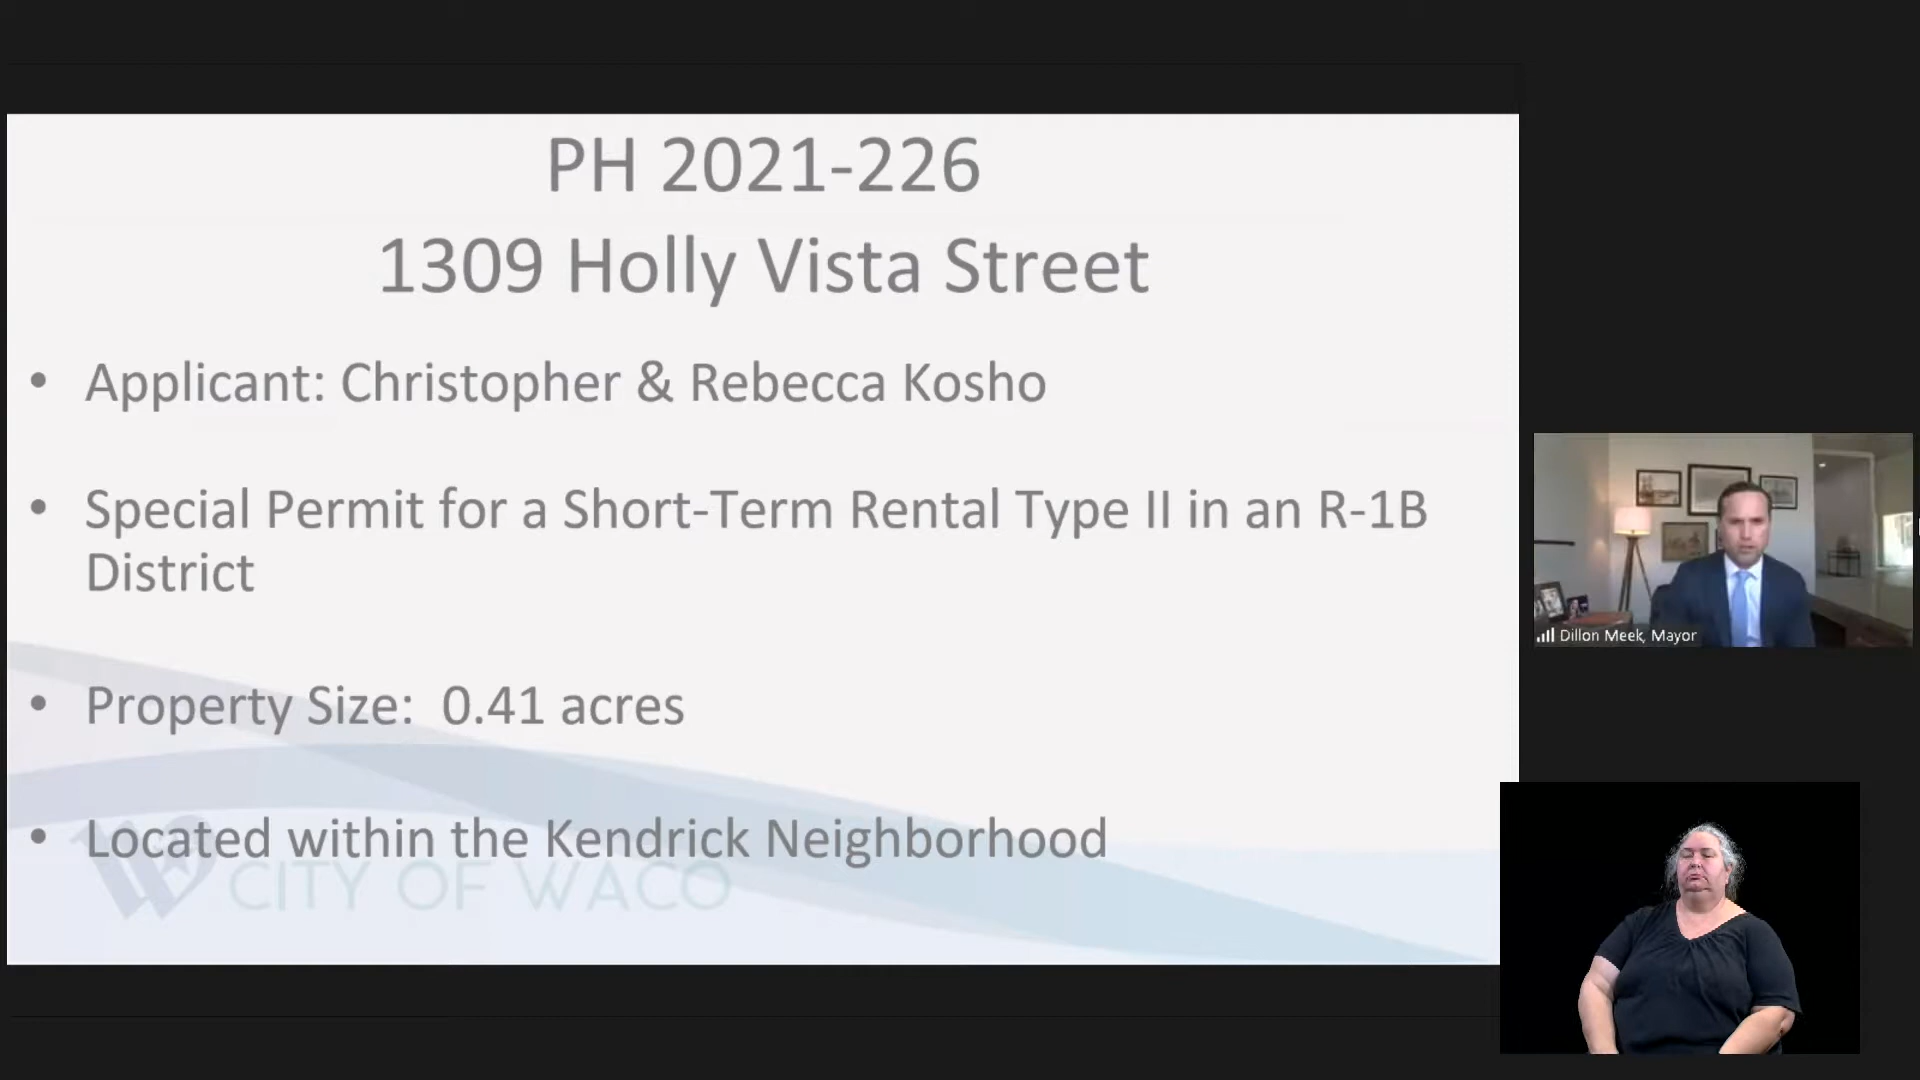 PH 2021-226
1309 Holly Vista Street
• Applicant: Christopher & Rebecca Kosho
• Special Permit for a Short-Term Rental Type II in an R-1B
District
• Property Size: 0.41 acres
• Located within the Kendrick Neighborhood
CITY OF WACO
Dillon Meek, Mayor